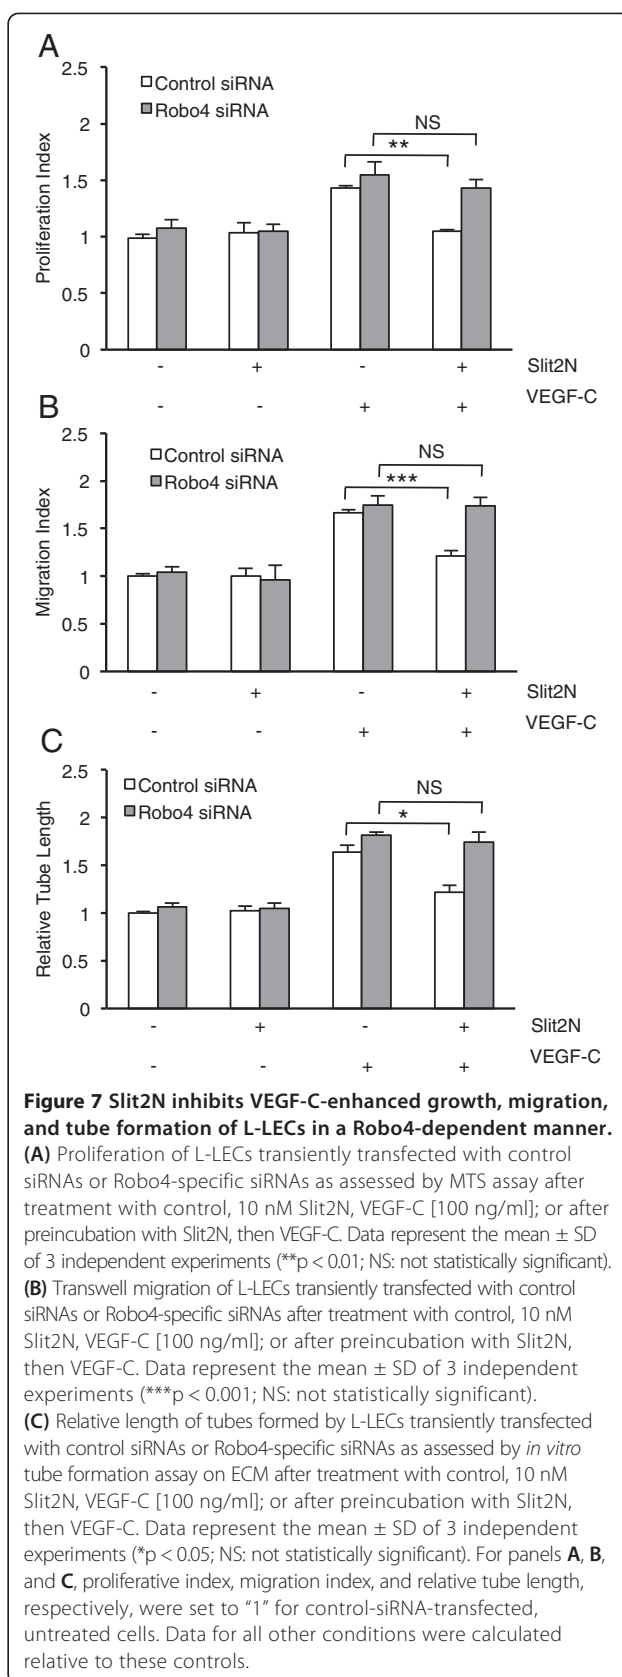 A
2.5
Control siRNA
Robo4 siRNA
NS
**
2
1.5
1
0.5
0
Proliferation Index
- + - + Slit2N
- - + + VEGF-C
B
2.5
Control siRNA
Robo4 siRNA
NS
***
2
1.5
1
0.5
0
Migration Index
- + - + Slit2N
- - + + VEGF-C
C
2.5
Control siRNA
Robo4 siRNA
NS
*
2
1.5
1
0.5
0
Relative Tube Length
- + - + Slit2N
- - + + VEGF-C
Figure 7 Slit2N inhibits VEGF-C-enhanced growth, migration,
and tube formation of L-LECs in a Robo4-dependent manner.
(A) Proliferation of L-LECs transiently transfected with control
siRNAs or Robo4-specific siRNAs as assessed by MTS assay after
treatment with control, 10 nM Slit2N, VEGF-C [100 ng/ml]; or after
preincubation with Slit2N, then VEGF-C. Data represent the mean ± SD
of 3 independent experiments (**p < 0.01; NS: not statistically significant).
(B) Transwell migration of L-LECs transiently transfected with control
siRNAs or Robo4-specific siRNAs after treatment with control, 10 nM
Slit2N, VEGF-C [100 ng/ml]; or after preincubation with Slit2N,
then VEGF-C. Data represent the mean ± SD of 3 independent
experiments (***p < 0.001; NS: not statistically significant).
(C) Relative length of tubes formed by L-LECs transiently transfected
with control siRNAs or Robo4-specific siRNAs as assessed by in vitro
tube formation assay on ECM after treatment with control, 10 nM
Slit2N, VEGF-C [100 ng/ml]; or after preincubation with Slit2N,
then VEGF-C. Data represent the mean ± SD of 3 independent
experiments (*p < 0.05; NS: not statistically significant). For panels A, B,
and C, proliferative index, migration index, and relative tube length,
respectively, were set to “1” for control-siRNA-transfected,
untreated cells. Data for all other conditions were calculated
relative to these controls.